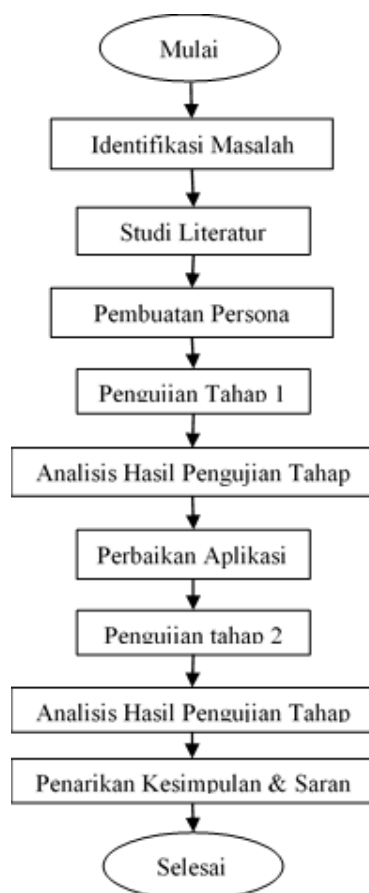 Mulai
Identifikasi Masalah
Studi Literatur
Pembuatan Persona
Pengujian Tahap 1
Analisis Hasil Pengujian Tahap
Perbaikan Aplikasi
Pengujian tahap 2
Analisis Hasil Pengujian Tahap
Penarikan Kesimpulan & Saran
Selesai